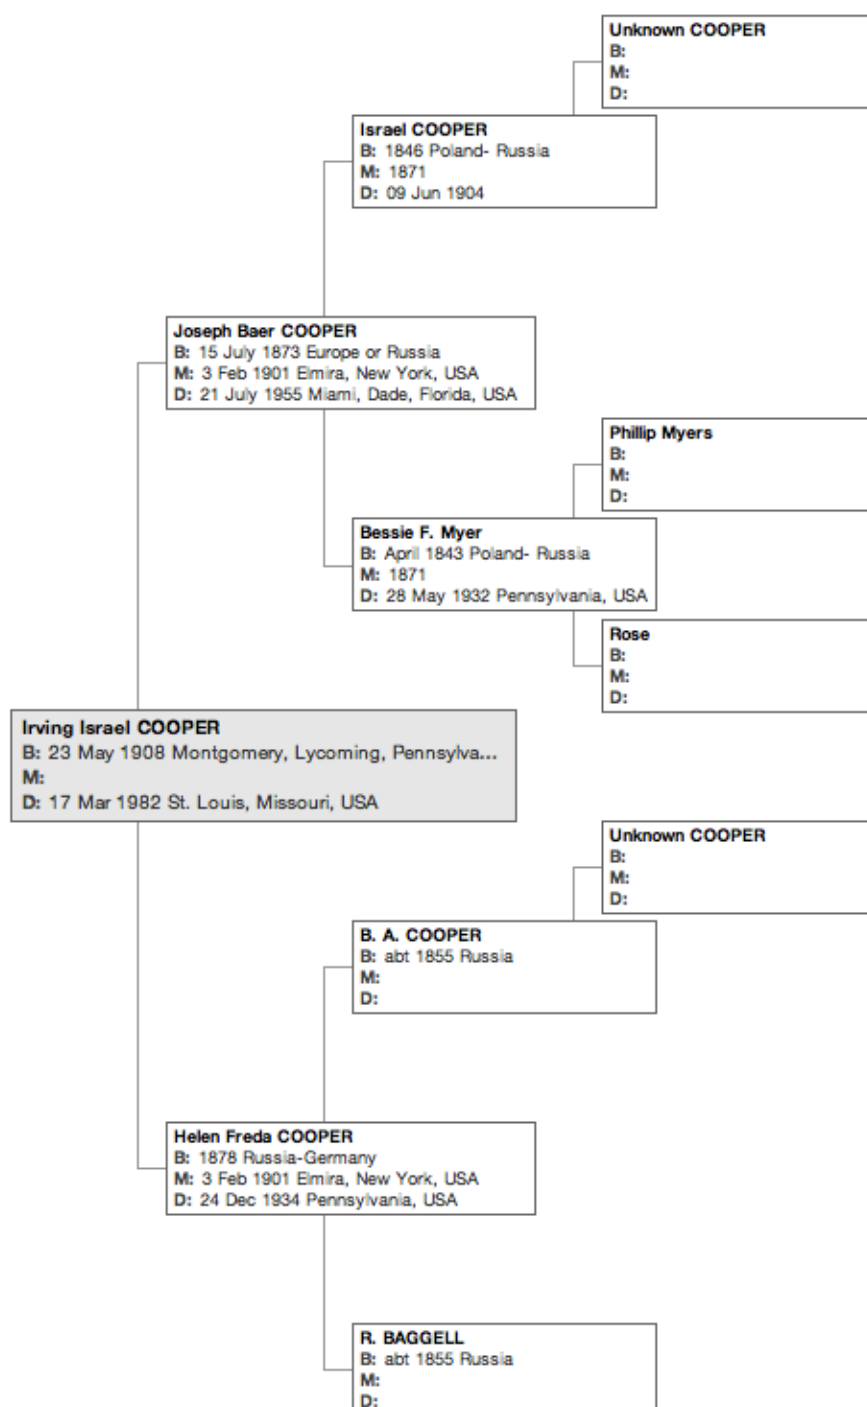 Unknown COOPER
B:
M:
D:
Israel COOPER
B: 1846 Poland- Russia
M: 1871
D: 09 Jun 1904
Joseph Baer COOPER
B: 15 July 1873 Europe or Russia
M: 3 Feb 1901 Elmira, New York, USA
D: 21 July 1955 Miami, Dade, Florida, USA
Phillip Myers
B:
M:
D:
Bessie F. Myer
B: April 1843 Poland- Russia
M: 1871
D: 28 May 1932 Pennsylvania, USA
Rose
B:
M:
D:
Irving Israel COOPER
B: 23 May 1908 Montgomery, Lycoming, Pennsylva...
M:
D: 17 Mar 1982 St. Louis, Missouri, USA
Unknown COOPER
B:
M:
D:
B. A. COOPER
B: abt 1855 Russia
M:
D:
Helen Freda COOPER
B: 1878 Russia-Germany
M: 3 Feb 1901 Elmira, New York, USA
D: 24 Dec 1934 Pennsylvania, USA
R. BAGGELL
B: abt 1855 Russia
M:
D: